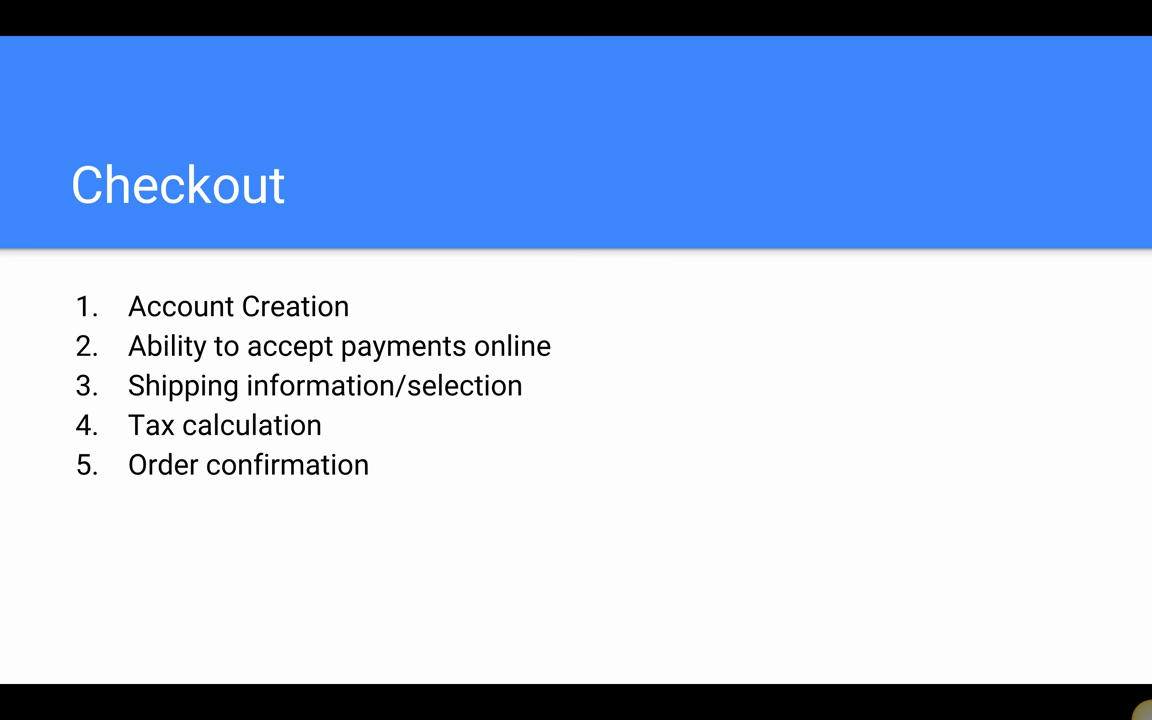 Checkout
1. Account Creation
2. Ability to accept payments online
3. Shipping information/selection
4. Tax calculation
5. Order confirmation